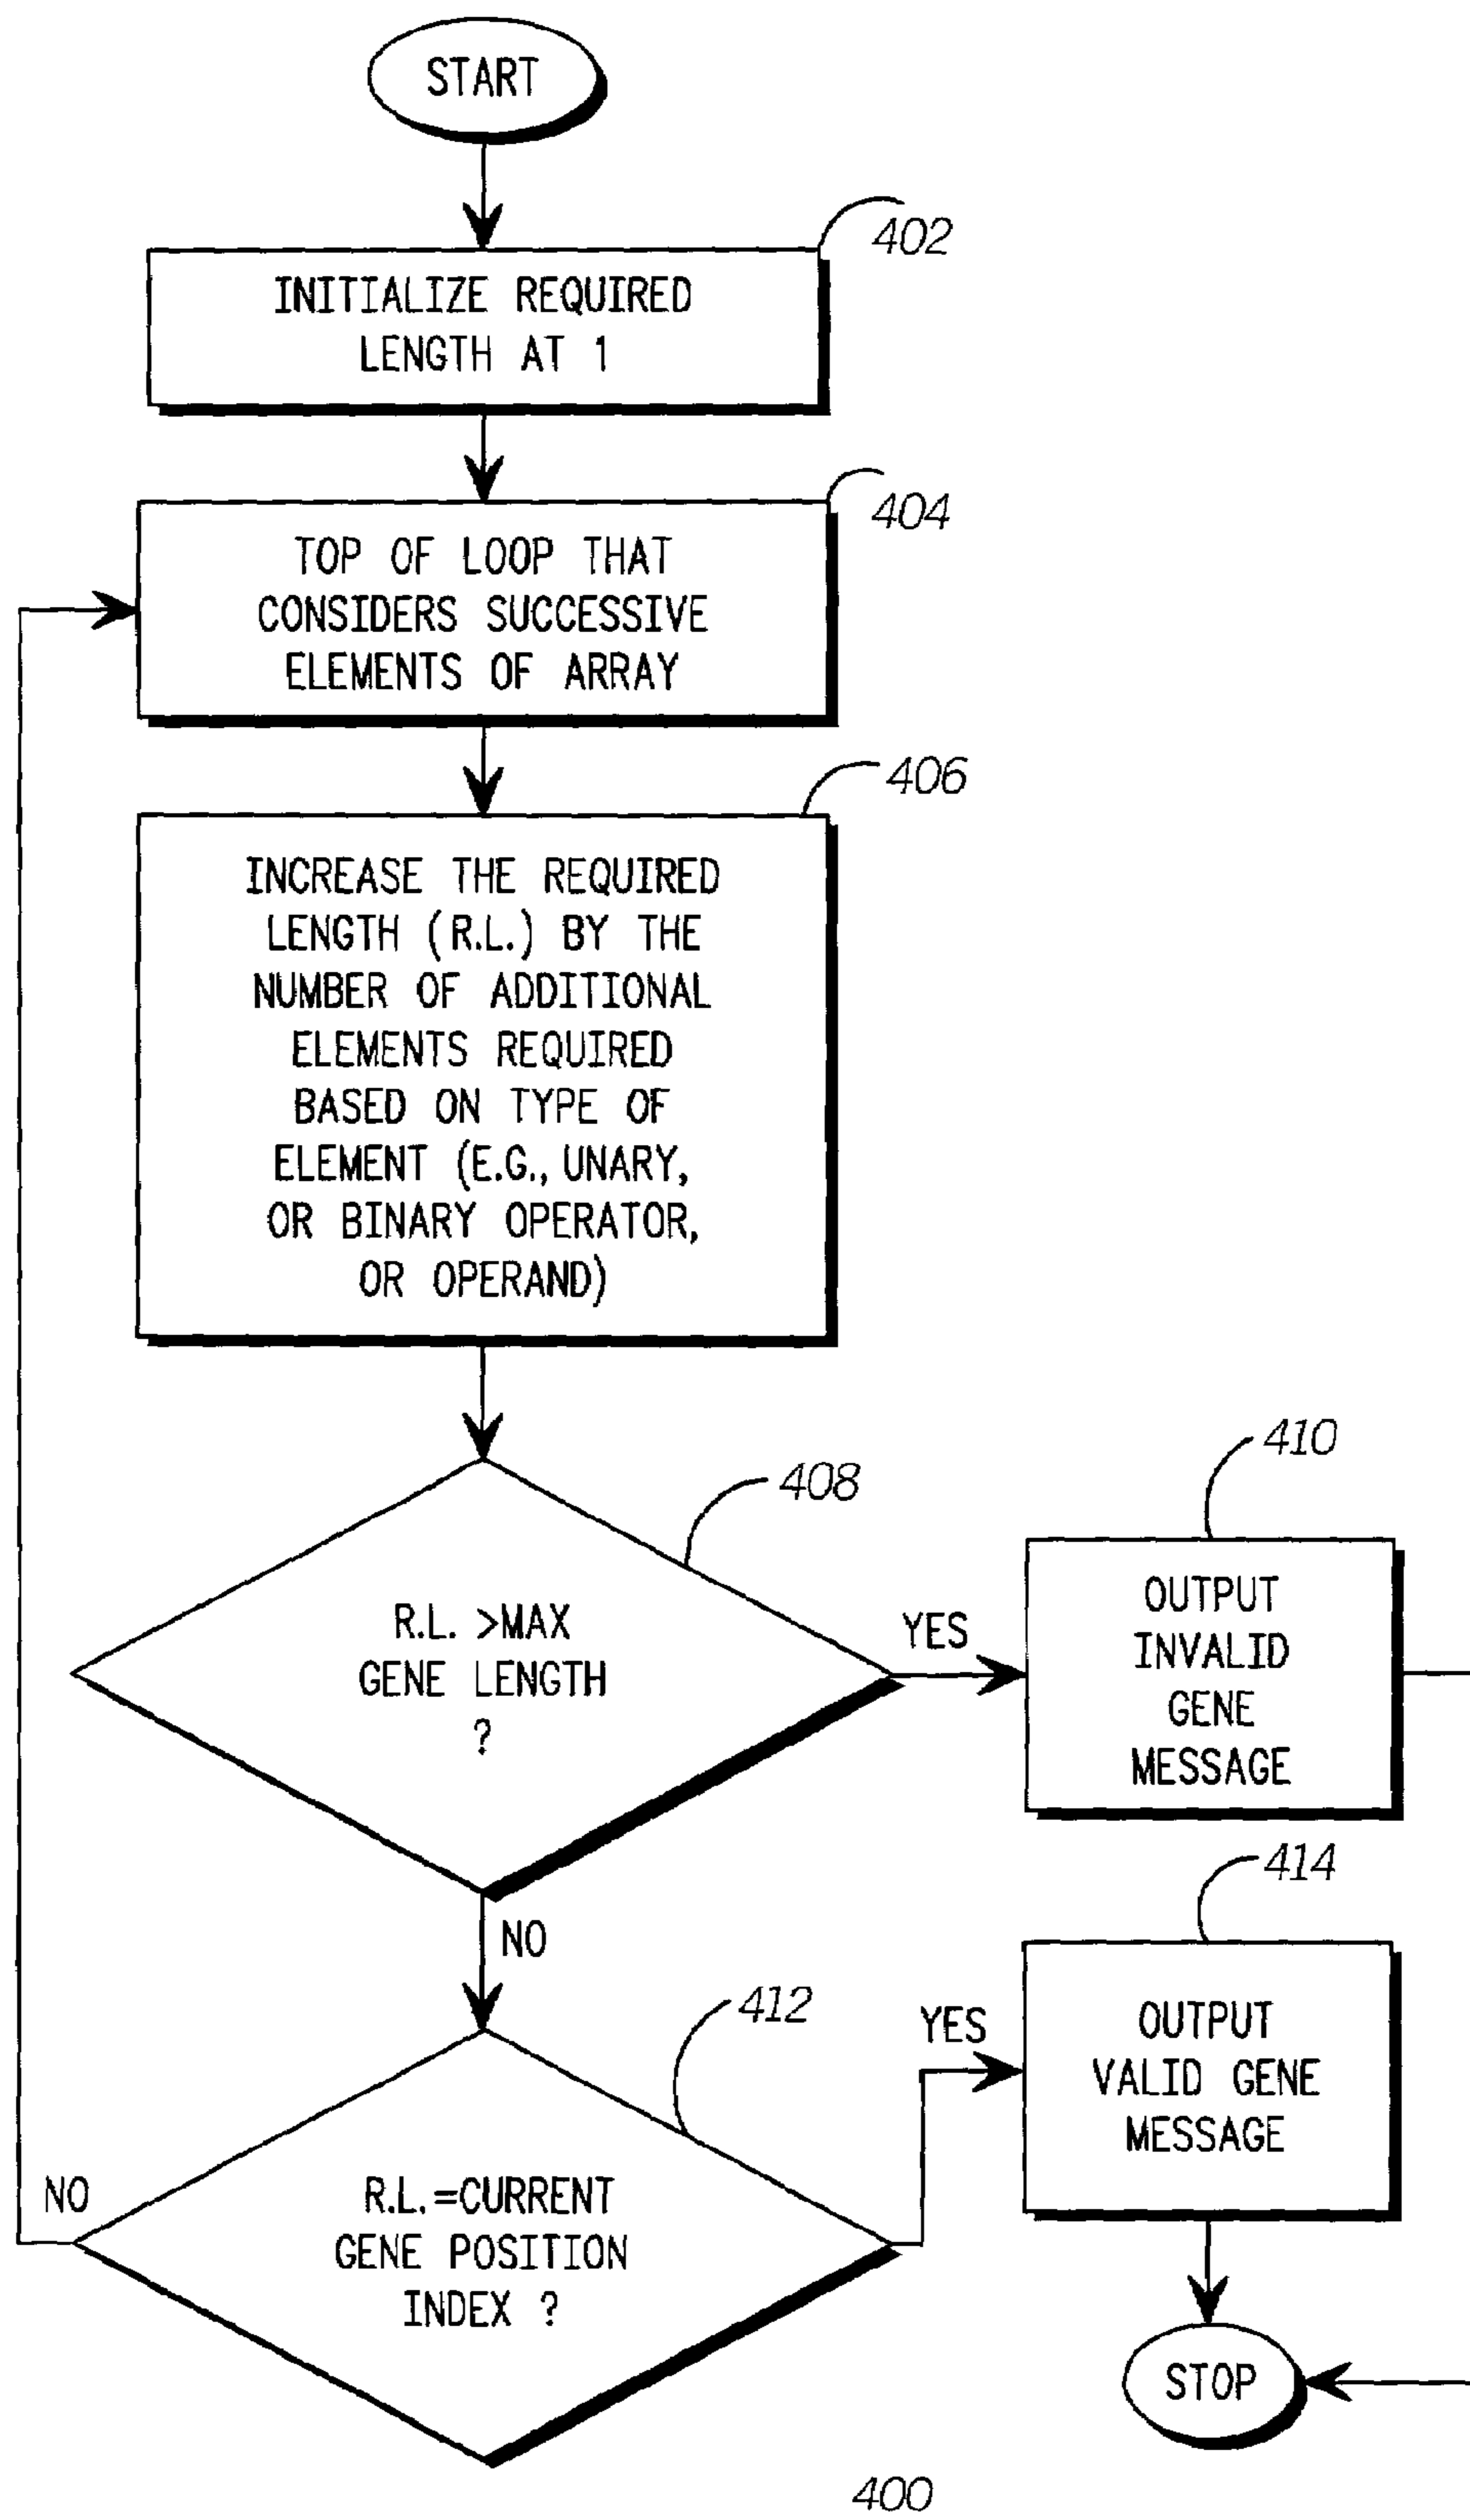 START
402
INITIALIZE REQUIRED
LENGTH AT 1
404
TOP OF LOOP THAT
CONSIDERS SUCCESSIVE
ELEMENTS OF ARRAY
406
INCREASE THE REQUIRED
LENGTH (R.L.) BY THE
NUMBER OF ADDITIONAL
ELEMENTS REQUIRED
BASED ON TYPE OF
ELEMENT (E.G., UNARY,
OR BINARY OPERATOR,
OR OPERAND)
408
R.L. >MAX
GENE LENGTH
?
YES
410
OUTPUT
INVALID
GENE
MESSAGE
NO
412
R.L.=CURRENT
GENE POSITION
INDEX ?
NO
YES
414
OUTPUT
VALID GENE
MESSAGE
STOP
400